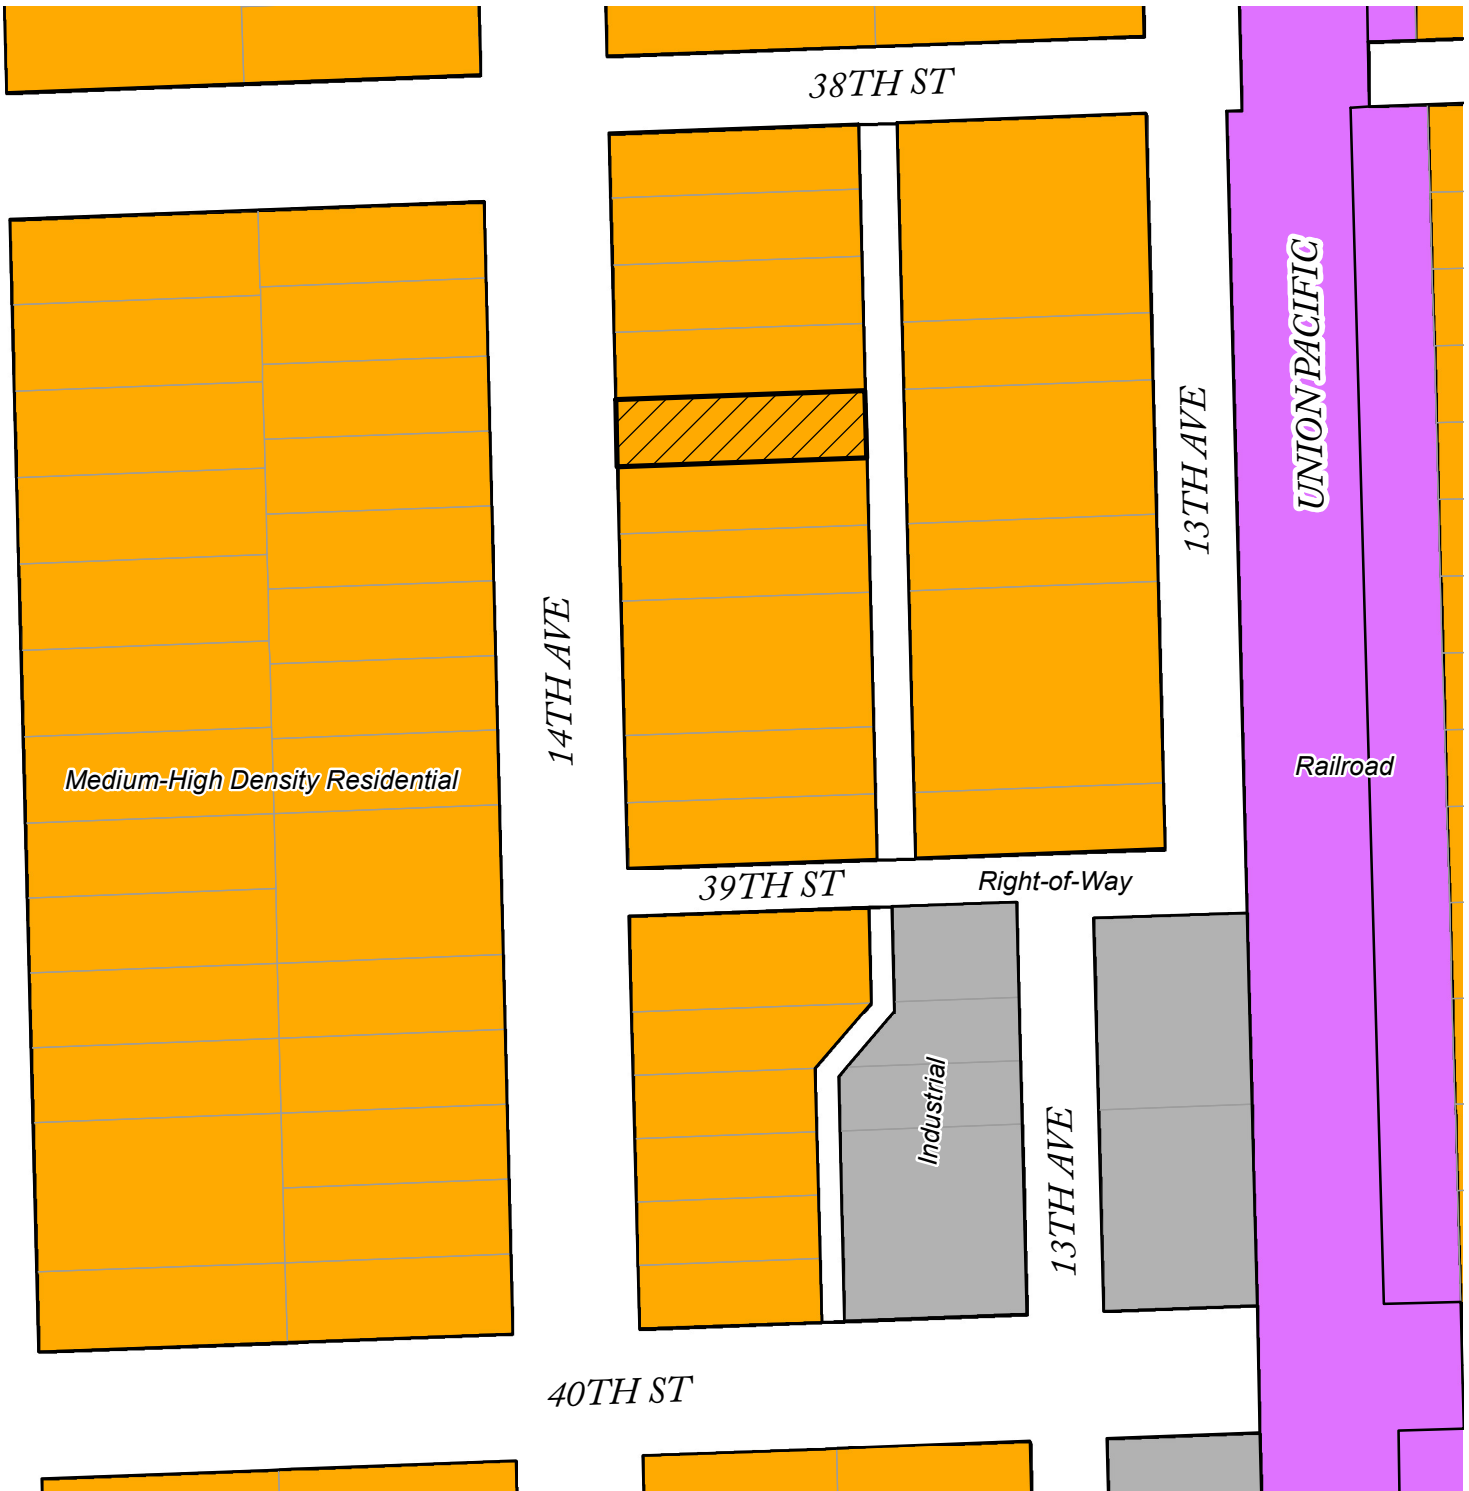 38TH ST
UNION PACIFIC
13TH AVE
14TH AVE
Medium-High Density Residential
Railroad
39TH ST
Right-of-Way
Industrial
13TH AVE
40TH ST